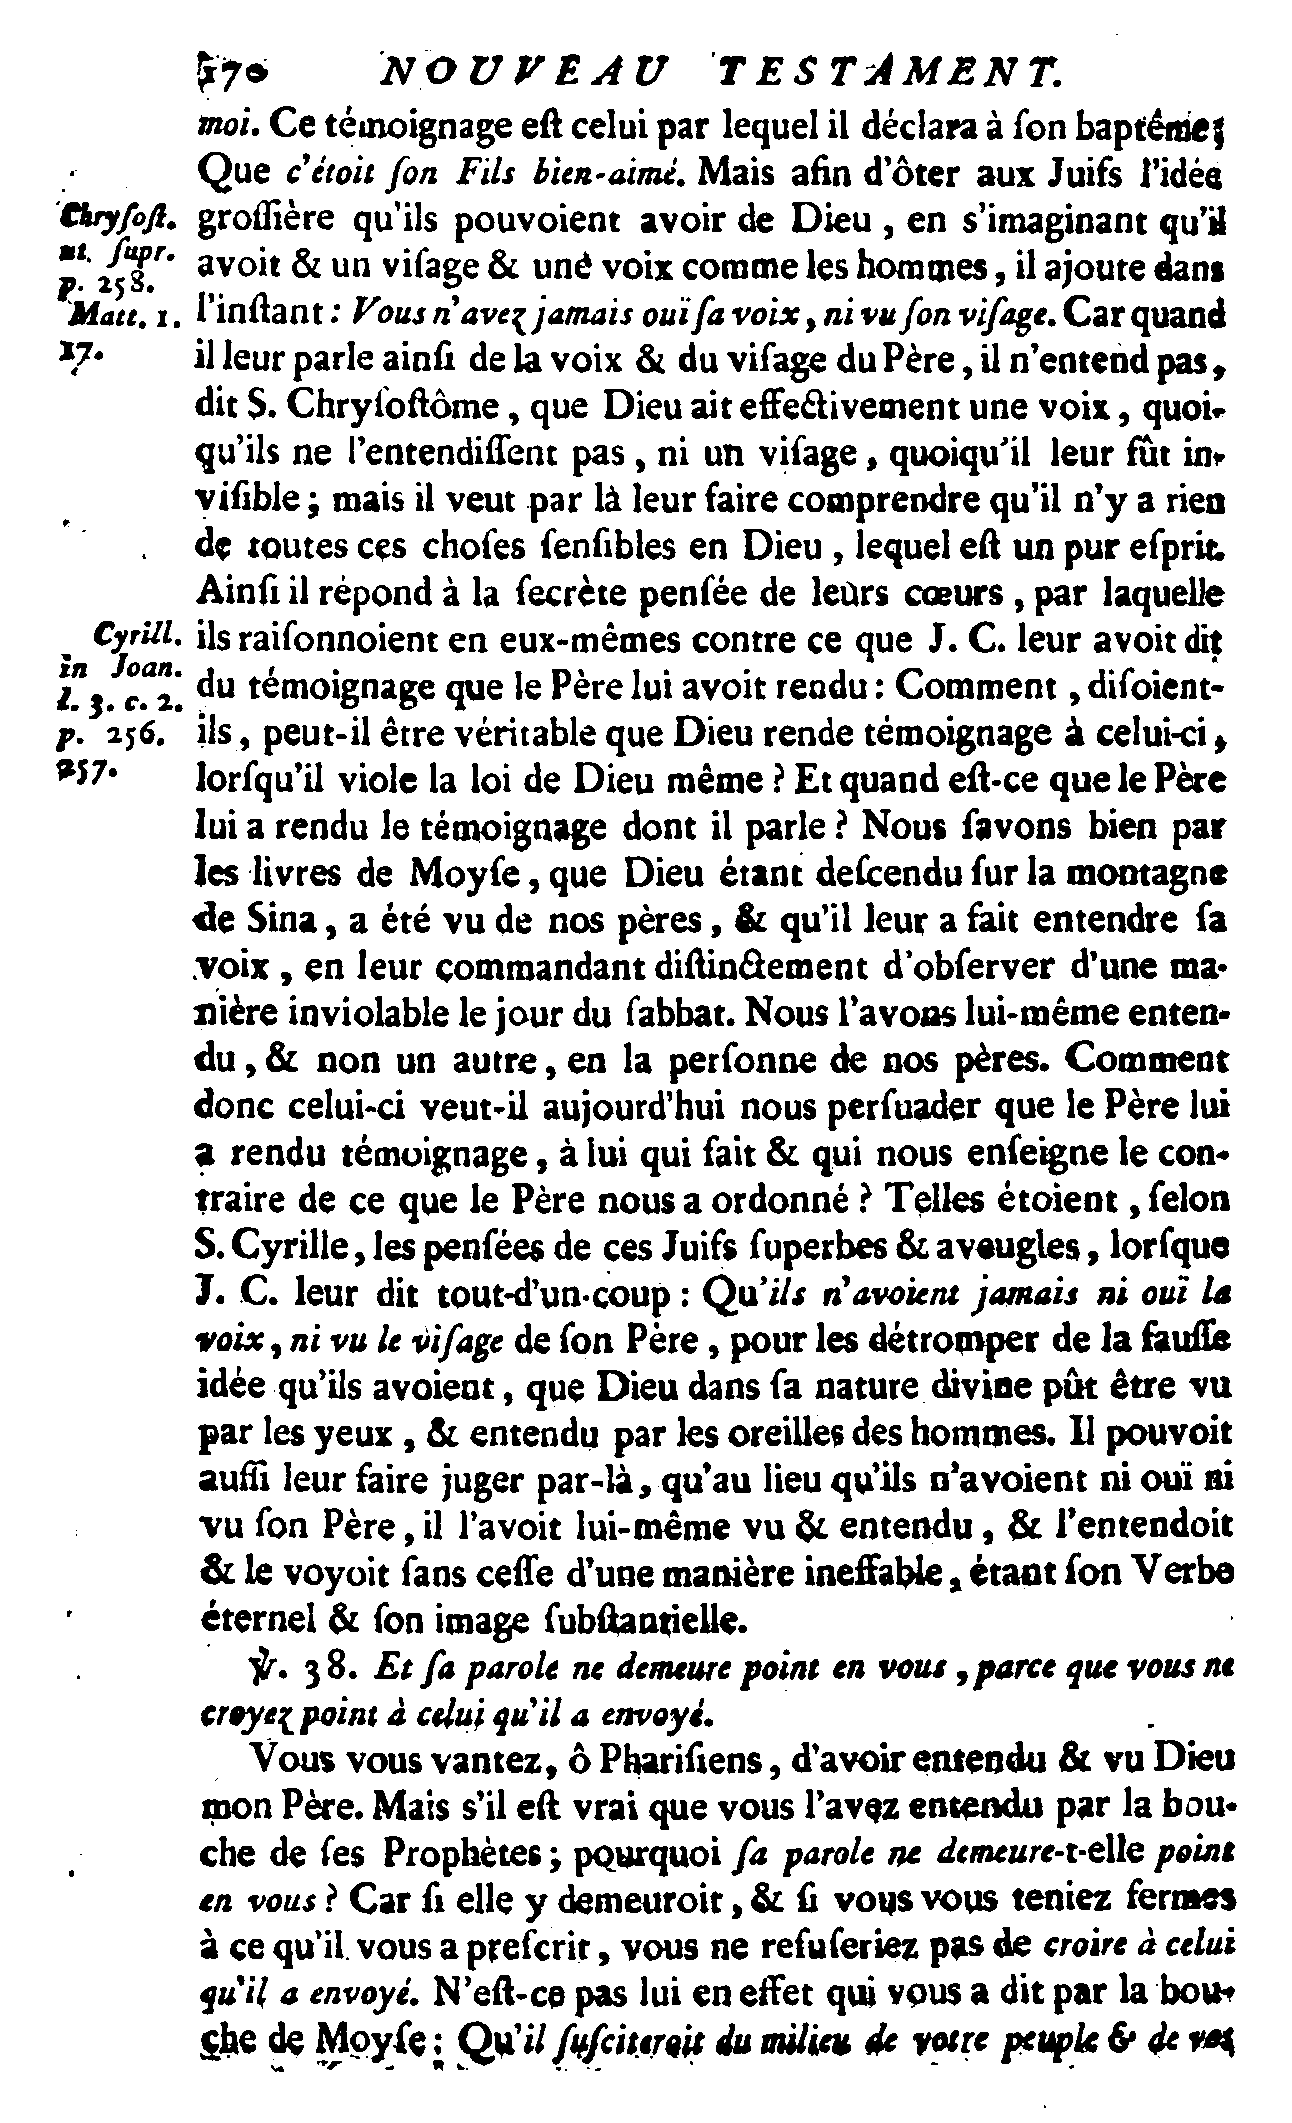 170 NOUVEAU TESTAMENT.
moi. Ce témoignage eſt celui par lequel il déclara à ſon baptême;
Que c'étoit ſon Fils bien-aimé. Mais afin d'ôter aux Juifs l'idée
groſſière qu'ils pouvoient avoir de Dieu, en s'imaginant qu'il
avoit & un viſage & une voix comme les hommes, il ajoute dans
l'inſtant : Vous n'avez jamais ouï ſa voix, ni vu ſon viſage. Car quand
il leur parle ainſi de la voix & du viſage du Père, il n'entend pas,
dit S. Chryſoſtôme, que Dieu ait effectivement une voix, quoi-
qu'ils ne l'entendiſſent pas, ni un viſage, quoiqu'il leur fût in-
viſible; mais il veut par là leur faire comprendre qu'il n'y a rien
de toutes ces choſes ſenſibles en Dieu, lequel eſt un pur eſprit.
Ainſi il répond à la ſecrète penſée de leurs cœurs, par laquelle
ils raiſonnoient en eux-mêmes contre ce que J. C. leur avoit dit
du témoignage que le Père lui avoit rendu : Comment, diſoient-
ils, peut-il être véritable que Dieu rende témoignage à celui-ci,
lorſqu'il viole la loi de Dieu même ? Et quand eſt-ce que le Père
lui a rendu le témoignage dont il parle ? Nous ſavons bien par
les livres de Moyſe, que Dieu étant deſcendu ſur la montagne
de Sina, a été vu de nos pères, & qu'il leur a fait entendre ſa
voix, en leur commandant diſtinctement d'obſerver d'une ma-
nière inviolable le jour du ſabbat. Nous l'avons lui-même enten-
du, & non un autre, en la perſonne de nos pères. Comment
donc celui-ci veut-il aujourd'hui nous perſuader que le Père lui
a rendu témoignage, à lui qui fait & qui nous enſeigne le con-
traire de ce que le Père nous a ordonné ? Telles étoient, ſelon
S. Cyrille, les penſées de ces Juifs ſuperbes & aveugles, lorſque
J. C. leur dit tout-d'un-coup : Qu'ils n'avoient jamais ni ouï la
voix, ni vu le viſage de ſon Père, pour les détromper de la fauſſe
idée qu'ils avoient, que Dieu dans ſa nature divine pût être vu
par les yeux, & entendu par les oreilles des hommes. Il pouvoit
auſſi leur faire juger par-là, qu'au lieu qu'ils n'avoient ni ouï ni
vu ſon Père, il l'avoit lui-même vu & entendu, & l'entendoit
& le voyoit ſans ceſſe d'une manière ineffable, étant ſon Verbe
éternel & ſon image ſubſtantielle.
℣. 38. Et ſa parole ne demeure point en vous, parce que vous ne
croyez point à celui qu'il a envoyé.
Vous vous vantez, ô Phariſiens, d'avoir entendu & vu Dieu
mon Père. Mais s'il eſt vrai que vous l'avez entendu par la bou-
che de ſes Prophètes; pourquoi ſa parole ne demeure-t-elle point
en vous ? Car ſi elle y demeuroit, & ſi vous vous teniez fermes
à ce qu'il vous a preſcrit, vous ne refuſeriez pas de croire à celui
qu'il a envoyé. N'eſt-ce pas lui en effet qui vous a dit par la bou-
che de Moyſe : Qu'il ſuſciteroit du milieu de votre peuple & de vos
Chryſoſt.
ut. ſupr.
p. 258.
Matt. 1.
17.
Cyrill.
in Joan.
l. 3. c. 2.
p. 256.
257.